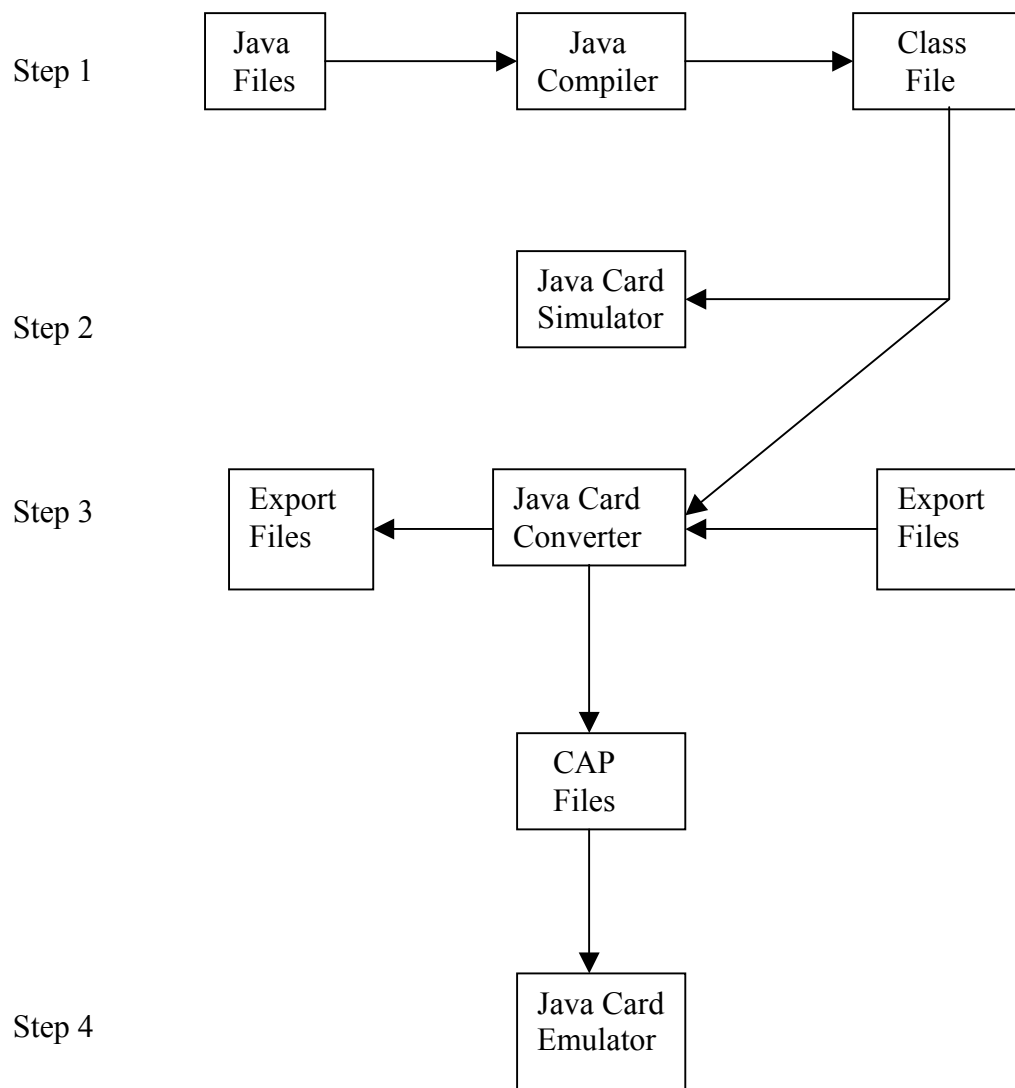 Step 1
Java
Files
Java
Compiler
Class
File
Step 2
Java Card
Simulator
Step 3
Export
Files
Java Card
Converter
Export
Files
CAP
Files
Step 4
Java Card
Emulator